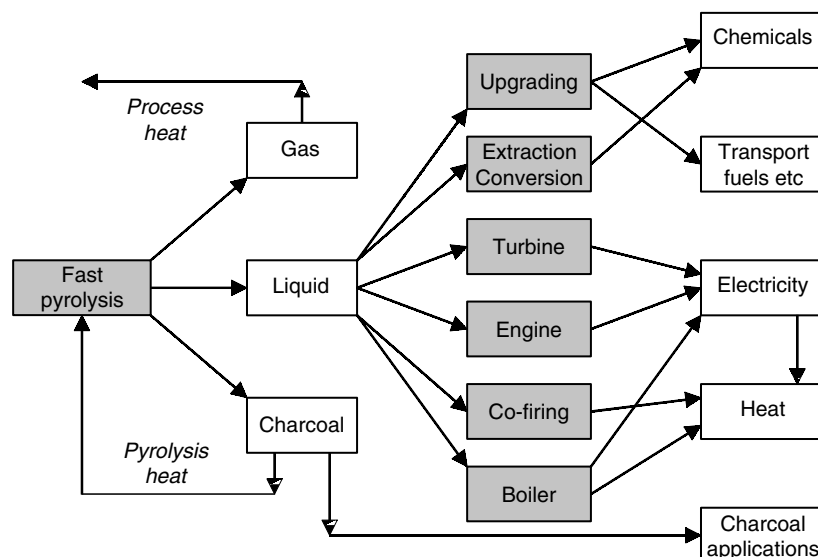 Chemicals
Upgrading
Process
heat
Gas
Extraction
Conversion
Transport
fuels etc
Fast
pyrolysis
Liquid
Turbine
Electricity
Engine
Charcoal
Co-firing
Heat
Pyrolysis
heat
Boiler
Charcoal
applications